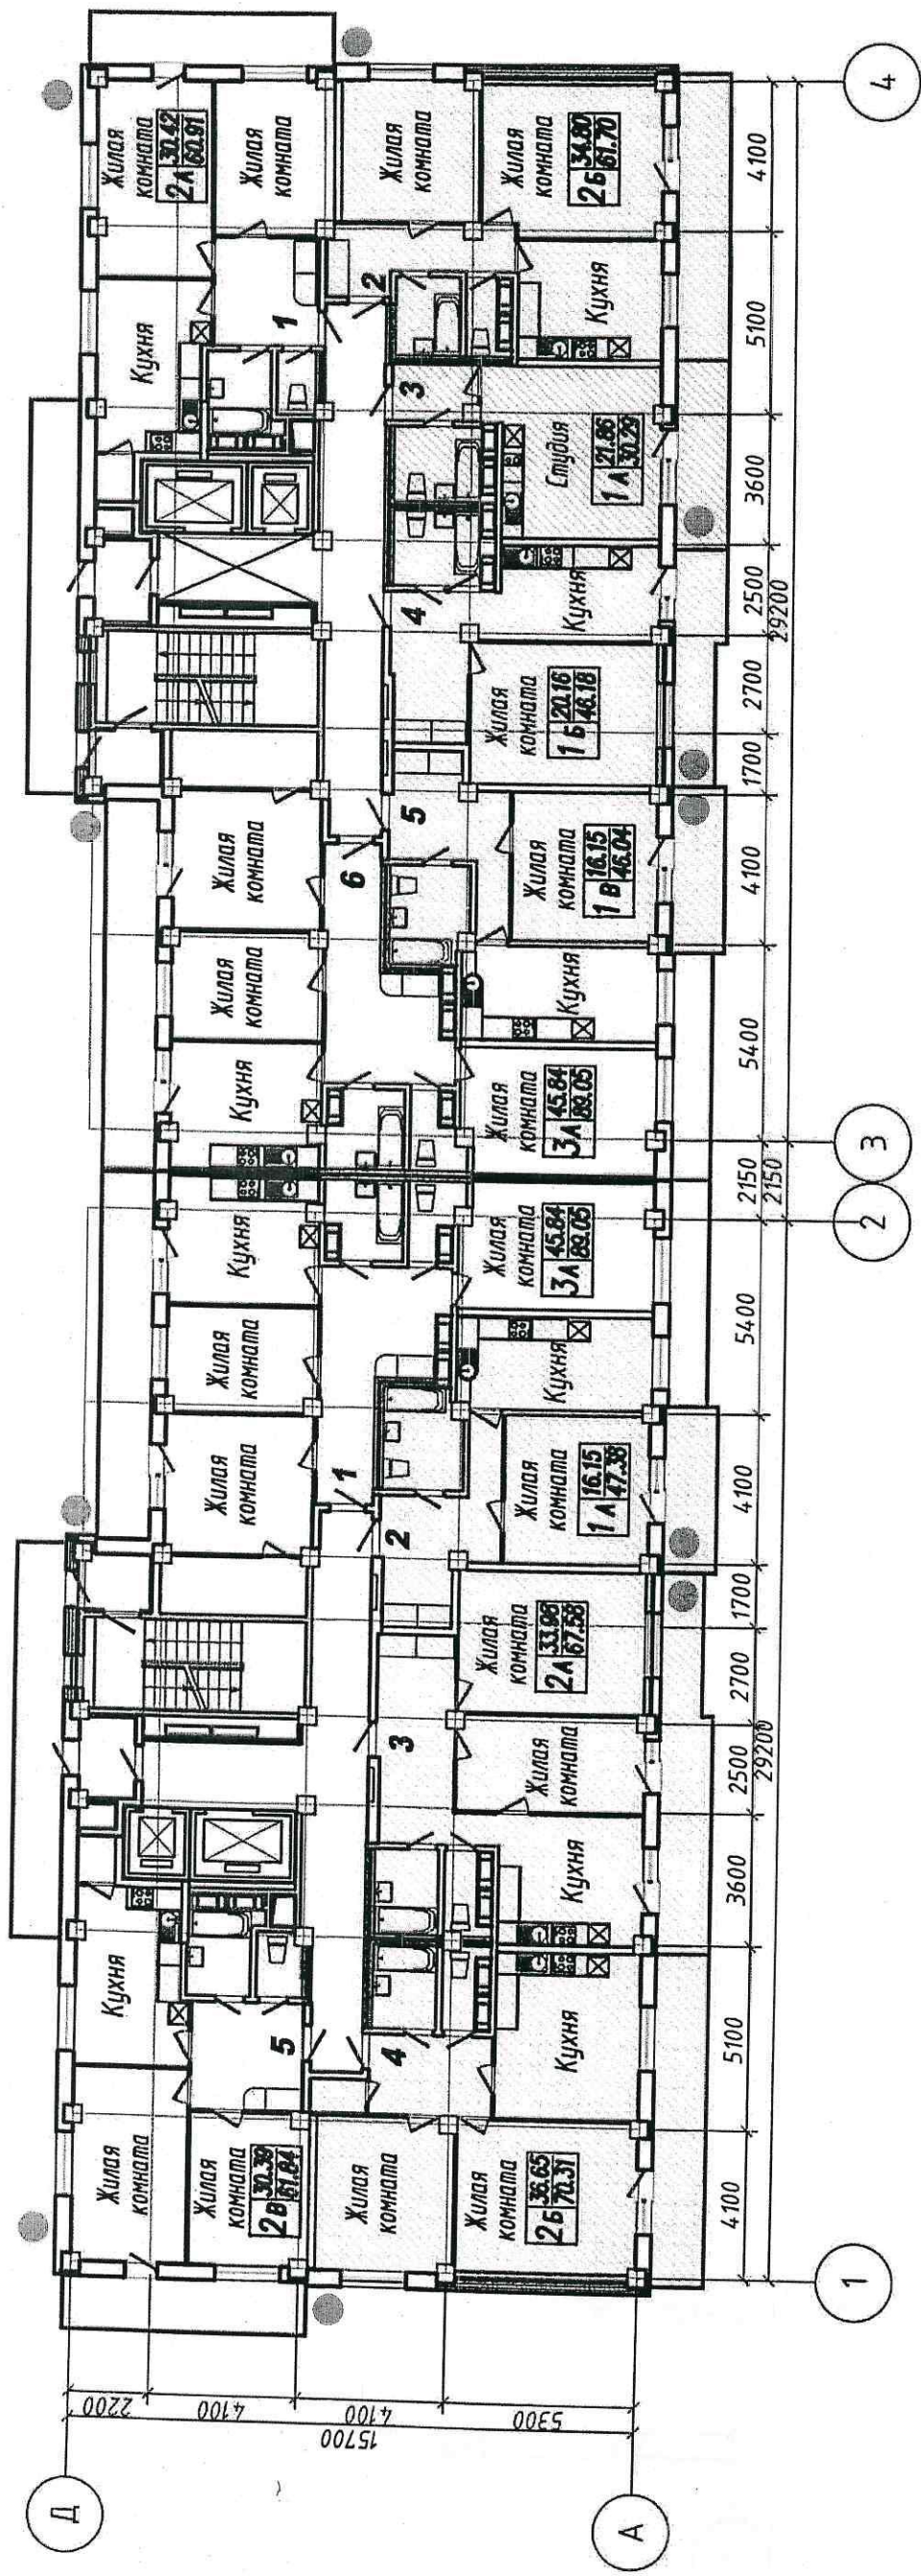 Жилая
комната
2А 30.42
60.91
Жилая
комната
Жилая
комната
Жилая
комната
2Б 34.80
61.70
Кухня
1
2
Кухня
3
Студия
1А 21.86
30.29
4
Кухня
Жилая
комната
1Б 20.16
46.18
5
Жилая
комната
1В 16.15
46.04
6
Жилая
комната
Жилая
комната
Кухня
Кухня
Жилая
комната
3А 45.84
89.05
Кухня
Жилая
комната
3А 45.84
89.05
Жилая
комната
Кухня
Жилая
комната
1
2
Жилая
комната
1А 16.15
47.38
Жилая
комната
2А 33.98
67.58
3
Жилая
комната
Кухня
Кухня
Кухня
5
4
Жилая
комната
Жилая
комната
2В 30.39
61.84
Жилая
комната
Жилая
комната
2Б 36.65
70.31
4100
5100
3600
2500
2700
1700
4100
5400
2150
5400
4100
1700
2700
2500
3600
5100
4100
29200
2150
29200
2200
4100
4100
5300
15700
4
3
2
1
Д
А